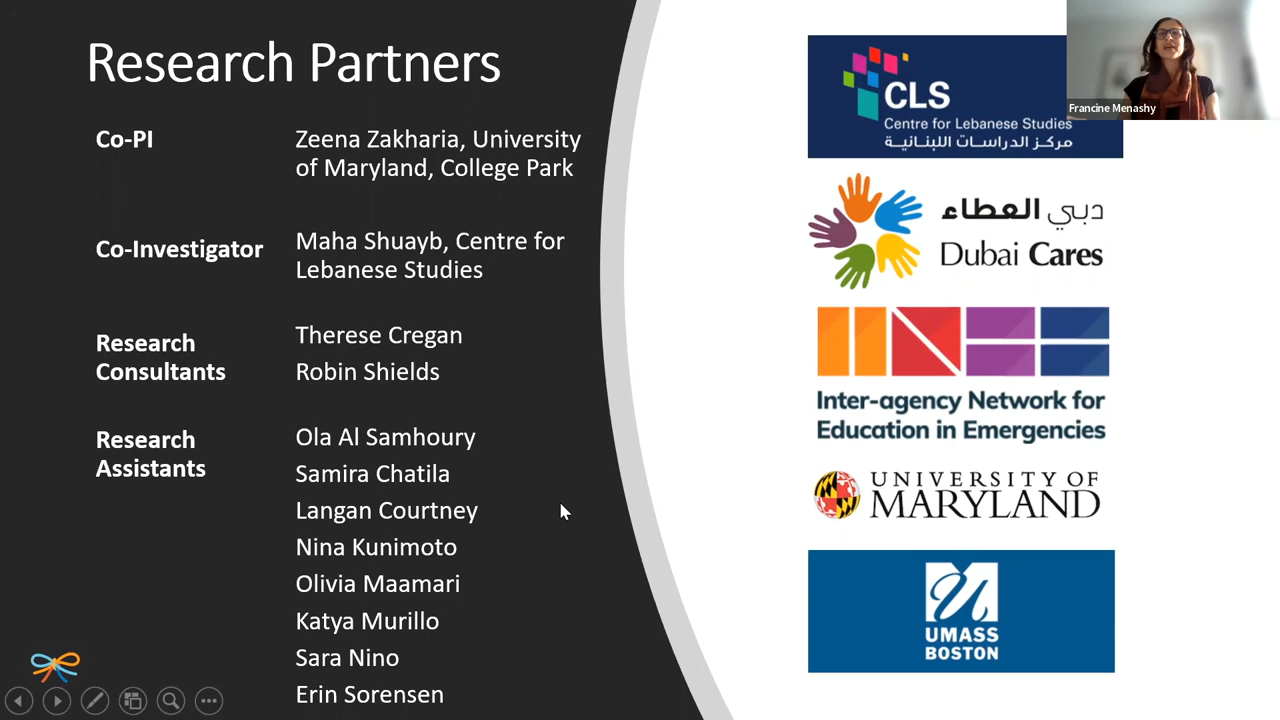 Research Partners
Co-PI
Zeena Zakharia, University
of Maryland, College Park
Co-Investigator
Maha Shuayb, Centre for
Lebanese Studies
Research
Consultants
Therese Cregan
Robin Shields
Research
Assistants
Ola Al Samhoury
Samira Chatila
Langan Courtney
Nina Kunimoto
Olivia Maamari
Katya Murillo
Sara Nino
Erin Sorensen
CLS
Centre for Lebanese Studies
مركز الدراسات اللبنانية
Francine Menashy
دبي العطاء
Dubai Cares
INEE
Inter-agency Network for
Education in Emergencies
UNIVERSITY OF
MARYLAND
UMASS
BOSTON